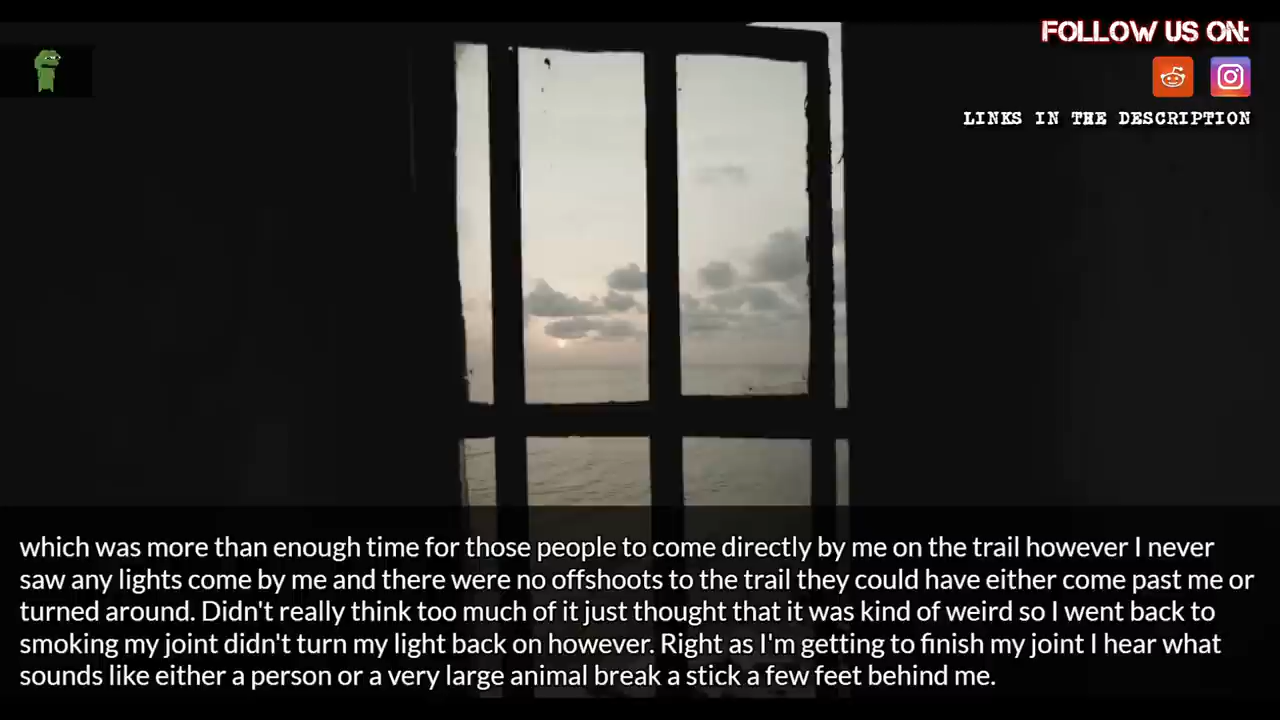 FOLLOW US ON:
LINKS IN THE DESCRIPTION
which was more than enough time for those people to come directly by me on the trail however I never
saw any lights come by me and there were no offshoots to the trail they could have either come past me or
turned around. Didn't really think too much of it just thought that it was kind of weird so I went back to
smoking my joint didn't turn my light back on however. Right as I'm getting to finish my joint I hear what
sounds like either a person or a very large animal break a stick a few feet behind me.